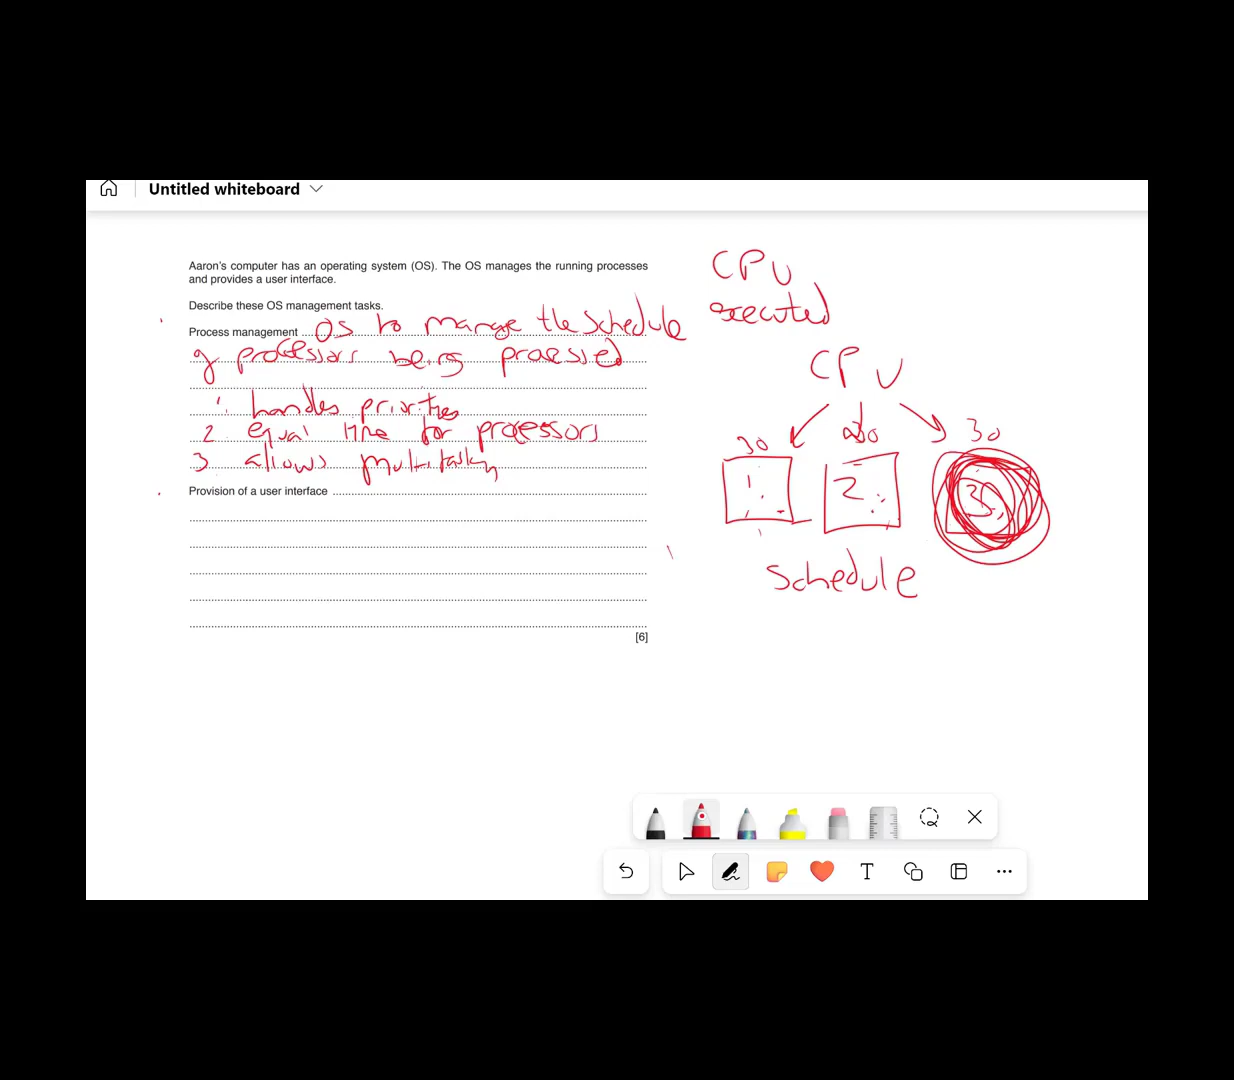 Untitled whiteboard
Aaron's computer has an operating system (OS). The OS manages the running processes
and provides a user interface.
Describe these OS management tasks.
Process management OS to manage the schedule
of processors being processed
1. handles priorities
2 equal time for processors
3 allows multitasking
Provision of a user interface
[6]
CPU
executed
CPU
30 30 30
1 2 3
schedule
T